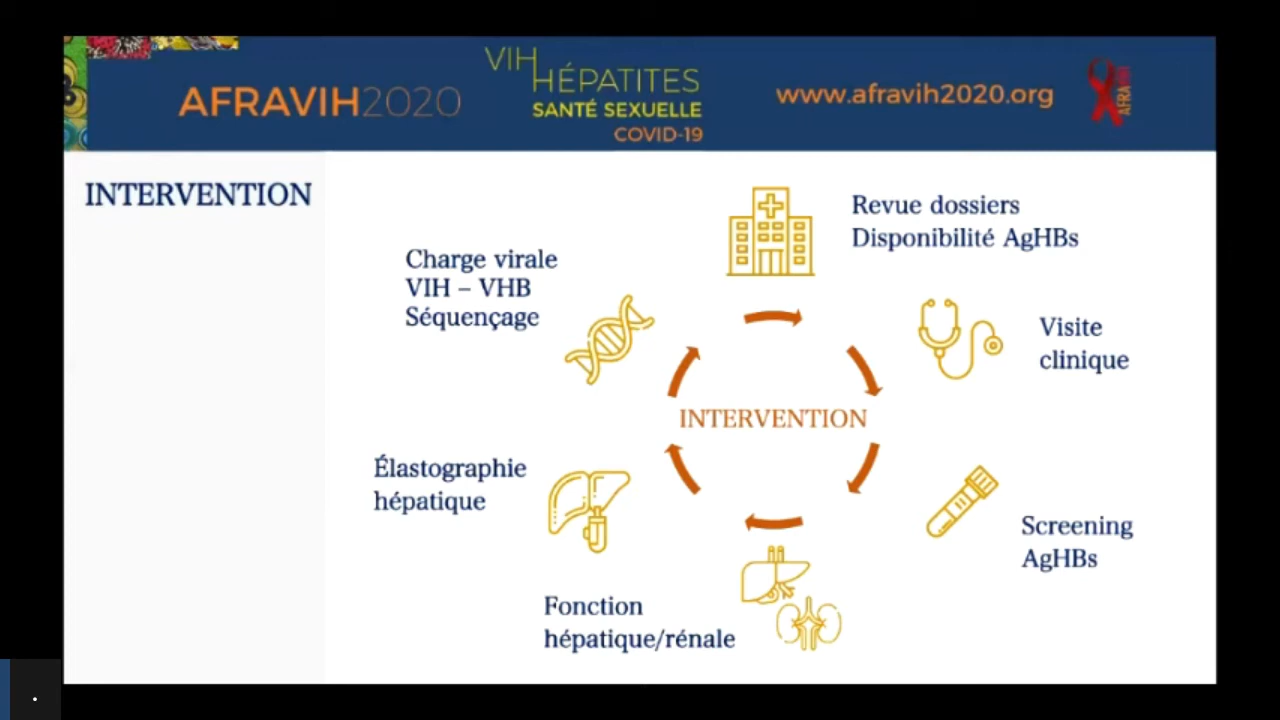 AFRAVIH2020
VIH
HÉPATITES
SANTÉ SEXUELLE
COVID-19
www.afravih2020.org
AFRAVIH
INTERVENTION
Revue dossiers
Disponibilité AgHBs
Visite
clinique
Screening
AgHBs
Fonction
hépatique/rénale
Élastographie
hépatique
Charge virale
VIH – VHB
Séquençage
INTERVENTION